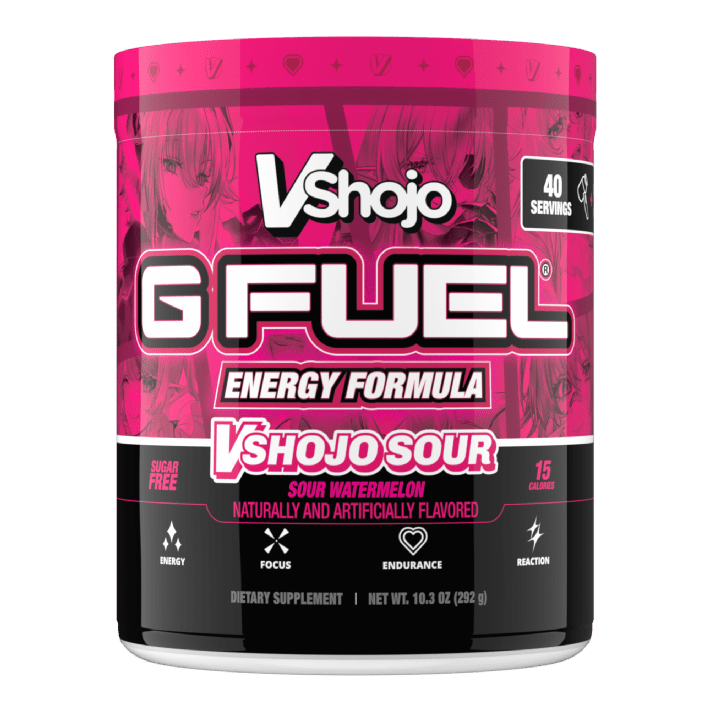 VShojo
40
SERVINGS
G FUEL®
ENERGY FORMULA
VSHOJO SOUR
SUGAR
FREE
SOUR WATERMELON
NATURALLY AND ARTIFICIALLY FLAVORED
15
CALORIES
ENERGY
FOCUS
ENDURANCE
REACTION
DIETARY SUPPLEMENT | NET WT. 10.3 OZ (292 g)